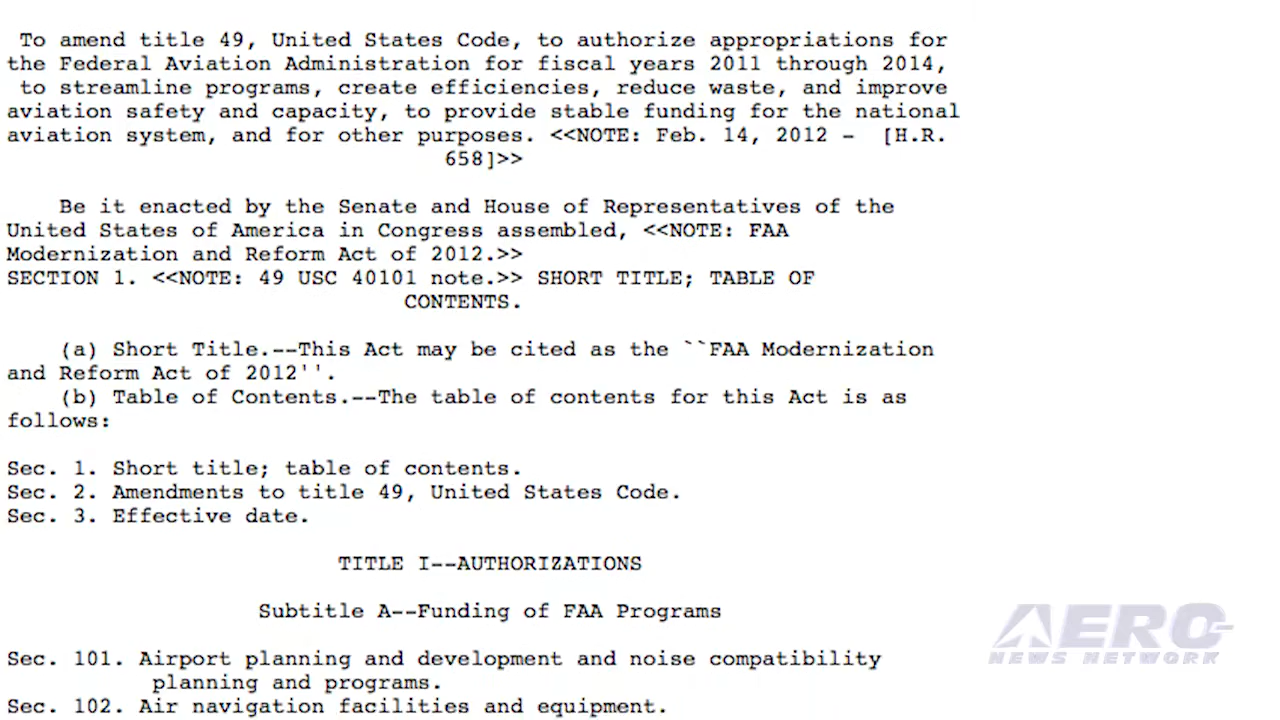 To amend title 49, United States Code, to authorize appropriations for
the Federal Aviation Administration for fiscal years 2011 through 2014,
to streamline programs, create efficiencies, reduce waste, and improve
aviation safety and capacity, to provide stable funding for the national
aviation system, and for other purposes. <<NOTE: Feb. 14, 2012 - [H.R.
658]>>
Be it enacted by the Senate and House of Representatives of the
United States of America in Congress assembled, <<NOTE: FAA
Modernization and Reform Act of 2012.>>
SECTION 1. <<NOTE: 49 USC 40101 note.>> SHORT TITLE; TABLE OF
CONTENTS.
(a) Short Title.--This Act may be cited as the ``FAA Modernization
and Reform Act of 2012''.
(b) Table of Contents.--The table of contents for this Act is as
follows:
Sec. 1. Short title; table of contents.
Sec. 2. Amendments to title 49, United States Code.
Sec. 3. Effective date.
TITLE I--AUTHORIZATIONS
Subtitle A--Funding of FAA Programs
Sec. 101. Airport planning and development and noise compatibility
planning and programs.
Sec. 102. Air navigation facilities and equipment.
AERO
NEWS NETWORK